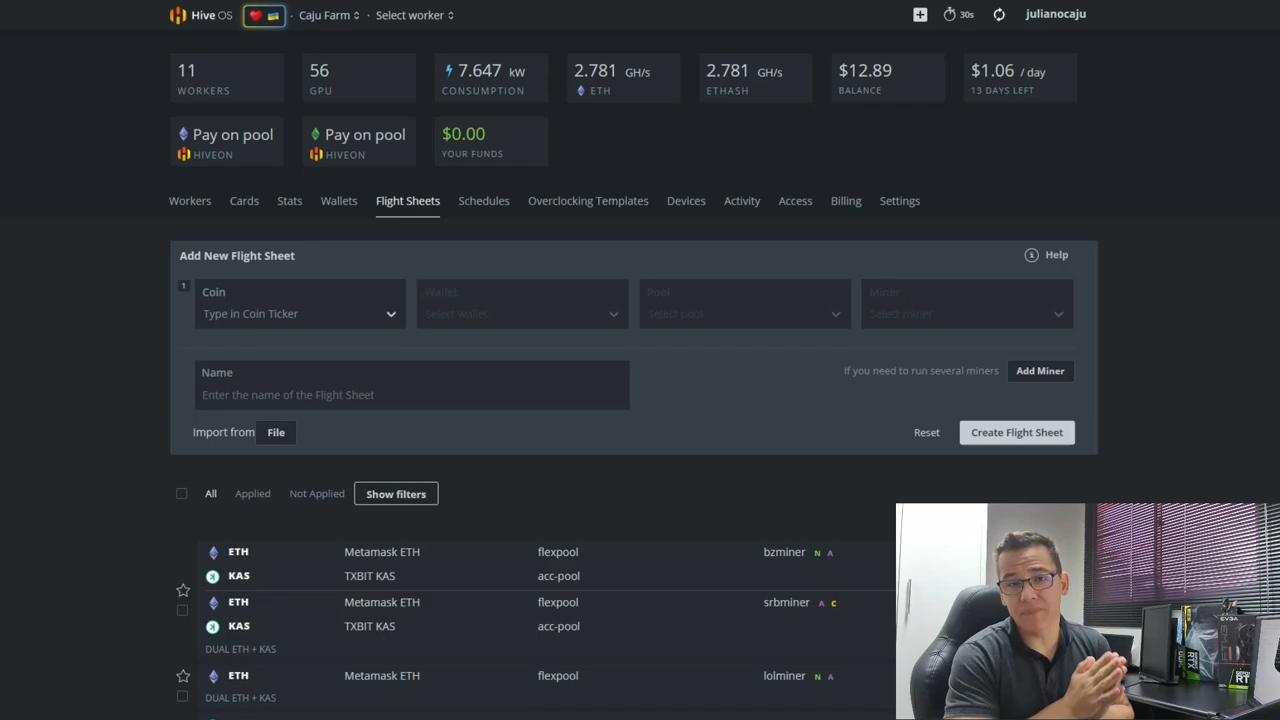 Hive OS
Caju Farm
Select worker
30s
julianocaju
11
WORKERS
56
GPU
7.647 kW
CONSUMPTION
2.781 GH/s
ETH
2.781 GH/s
ETHASH
$12.89
BALANCE
$1.06 / day
13 DAYS LEFT
Pay on pool
HIVEON
Pay on pool
HIVEON
$0.00
YOUR FUNDS
Workers Cards Stats Wallets Flight Sheets Schedules Overclocking Templates Devices Activity Access Billing Settings
Add New Flight Sheet
Help
1
Coin
Type in Coin Ticker
Wallet
Select wallet
Pool
Select pool
Miner
Select miner
Name
Enter the name of the Flight Sheet
If you need to run several miners
Add Miner
Import from File
Reset
Create Flight Sheet
All Applied Not Applied Show filters
ETH Metamask ETH flexpool bzminer N A
KAS TXBIT KAS acc-pool
ETH Metamask ETH flexpool srbminer A C
KAS TXBIT KAS acc-pool
DUAL ETH + KAS
ETH Metamask ETH flexpool lolminer N A
DUAL ETH + KAS
EVGA
RTX
RT